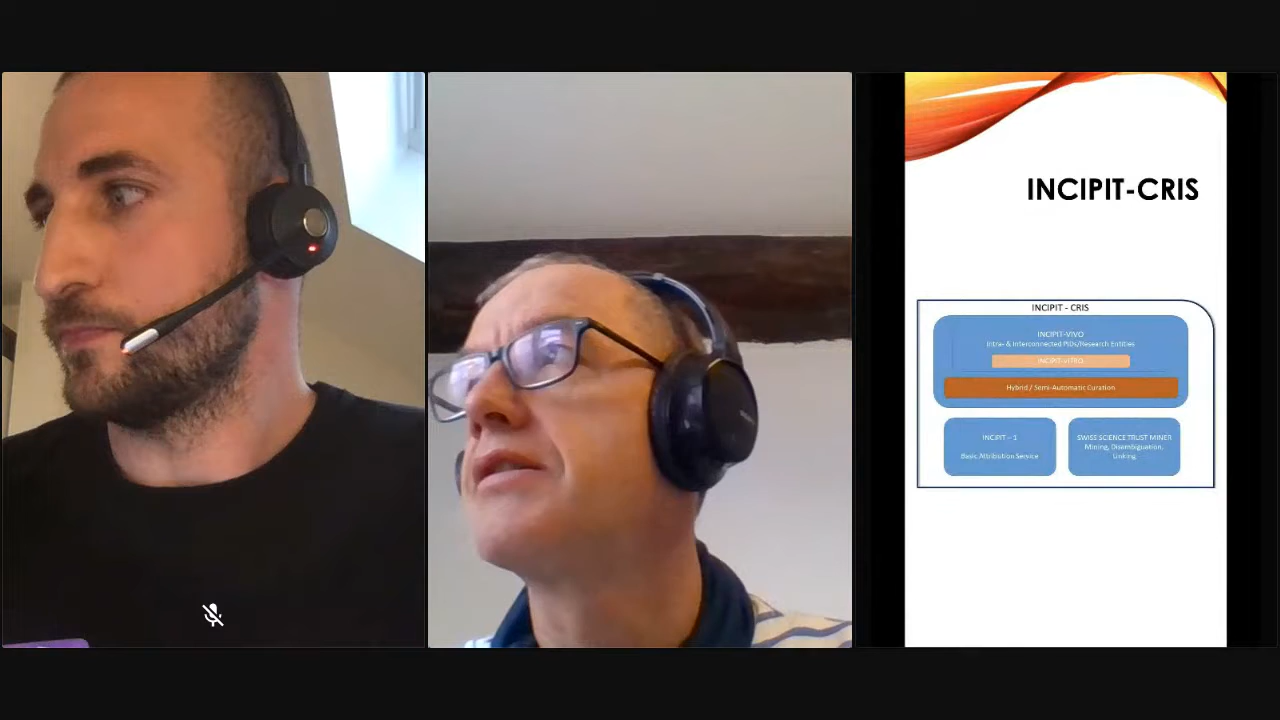 INCIPIT-CRIS
INCIPIT - CRIS
INCIPIT-VIVO
Intra- & Interconnected PIDs/Research Entities
Hybrid / Semi-Automatic Curation
INCIPIT – 1
Basic Attribution Service
SWISS SCIENCE TRUST MINER
Mining, Disambiguation,
Linking